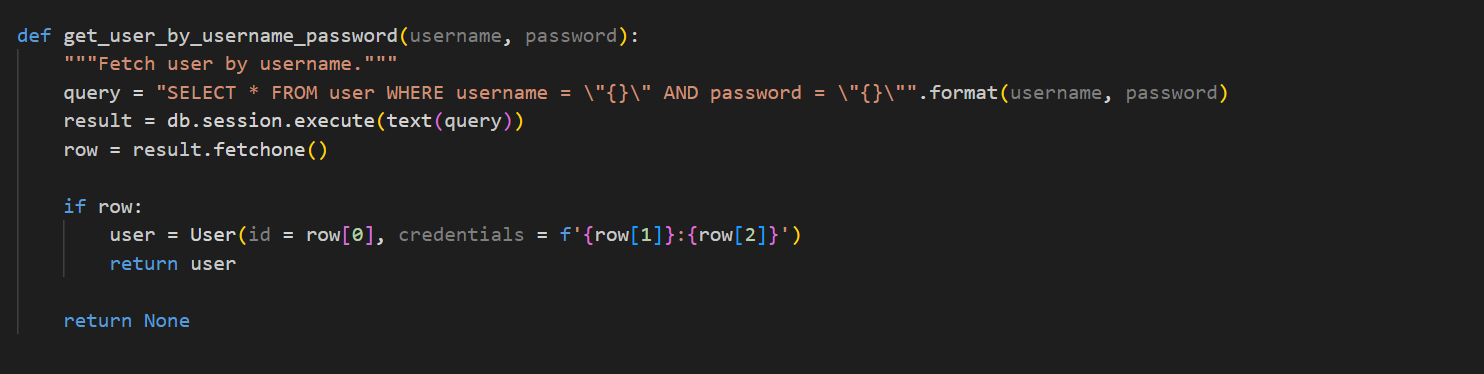 def get_user_by_username_password(username, password):
    """Fetch user by username."""
    query = "SELECT * FROM user WHERE username = \"{}\" AND password = \"{}\"".format(username, password)
    result = db.session.execute(text(query))
    row = result.fetchone()
    if row:
        user = User(id = row[0], credentials = f'{row[1]}:{row[2]}')
        return user
    return None